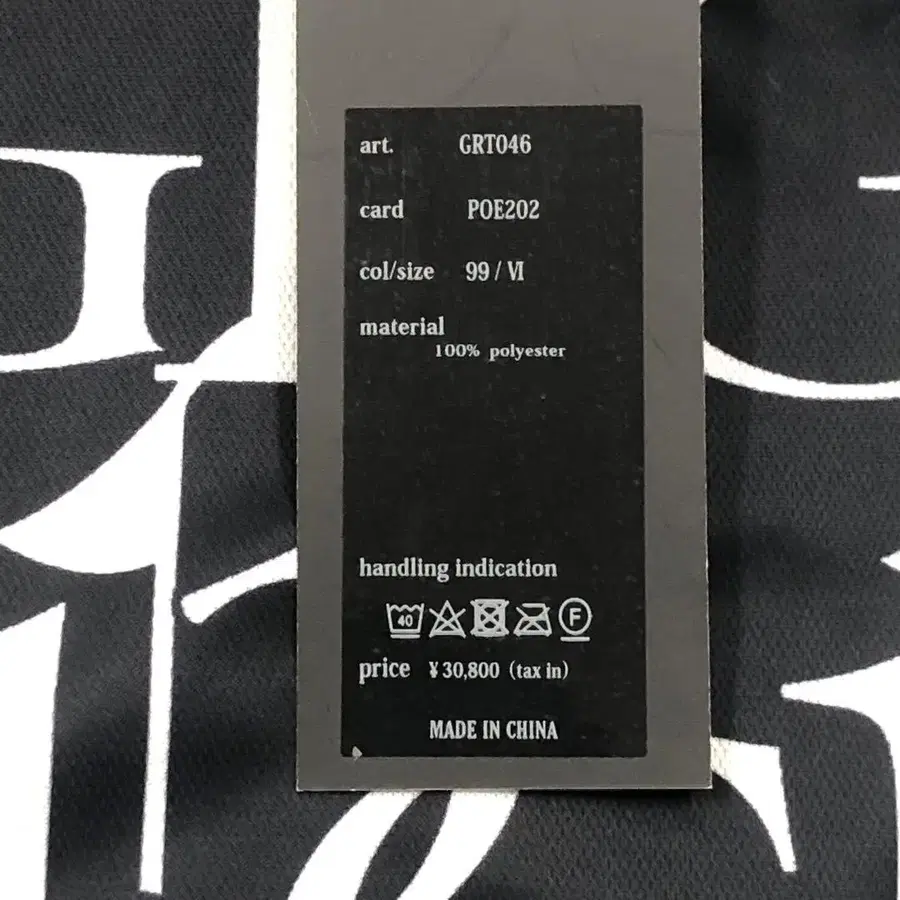 art. GRT046
card POE202
col/size 99 / Ⅵ
material
100% polyester
handling indication
40 F
price ¥ 30,800 (tax in)
MADE IN CHINA